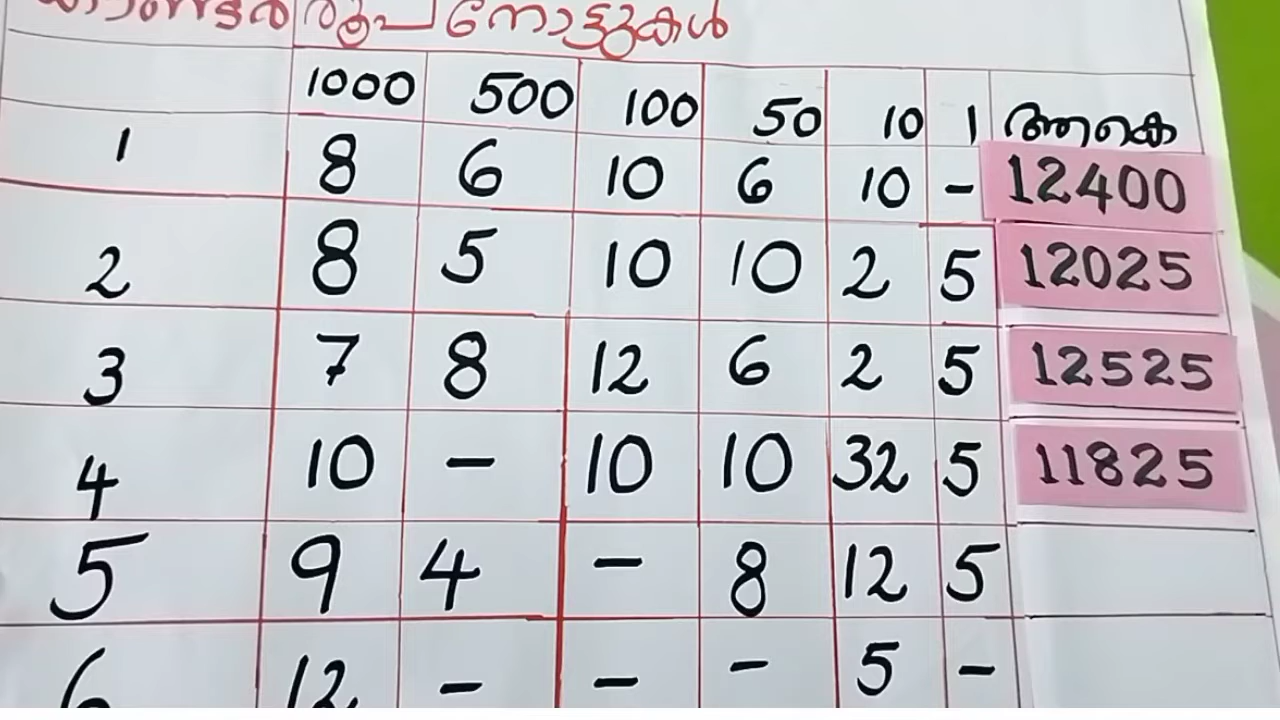 രൂപ നോട്ടുകൾ
1000 500 100 50 10 1 ആകെ
1 8 6 10 6 10 - 12400
2 8 5 10 10 2 5 12025
3 7 8 12 6 2 5 12525
4 10 - 10 10 32 5 11825
5 9 4 - 8 12 5
6 12 - - - 5 -